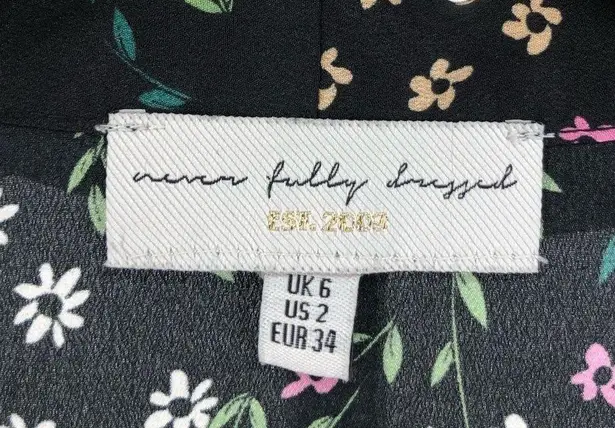 never fully dressed
EST. 2009
UK 6
US 2
EUR 34